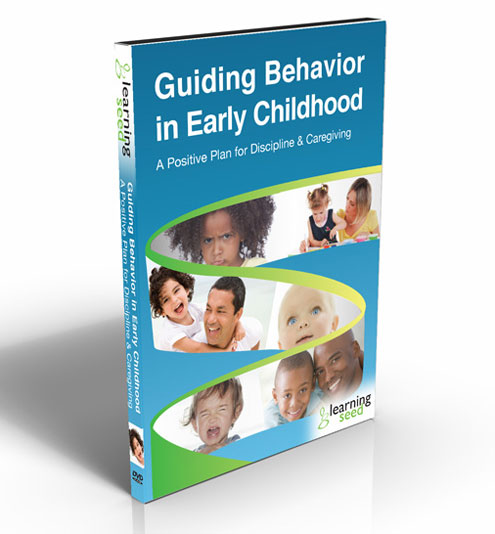 Guiding Behavior
in Early Childhood
A Positive Plan for Discipline & Caregiving
learning
seed
learning
seed
Guiding Behavior in Early Childhood
A Positive Plan for Discipline & Caregiving
DVD